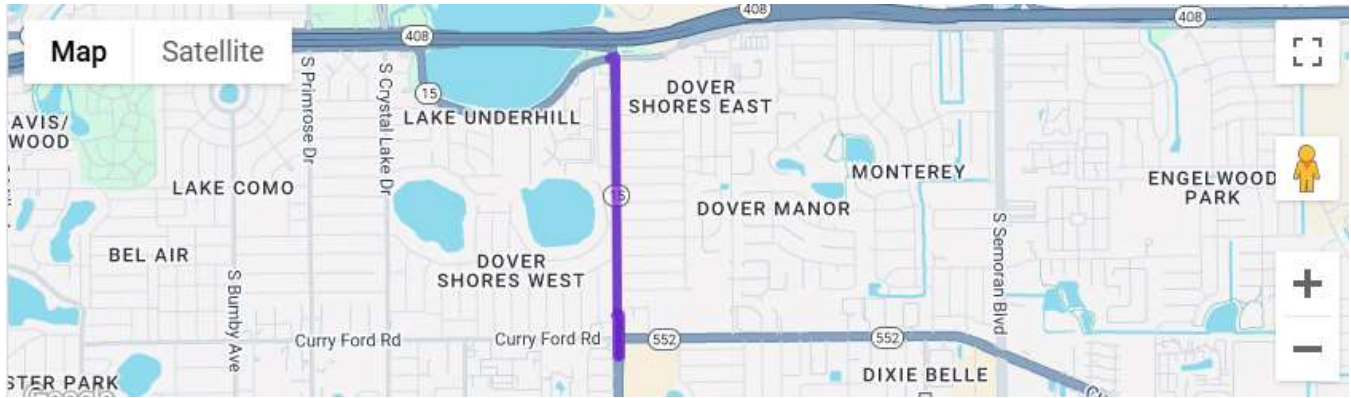 408
408
408
Map
Satellite
S Primrose Dr
S Crystal Lake Dr
15
DOVER
SHORES EAST
AVIS/
WOOD
LAKE UNDERHILL
LAKE COMO
15
MONTEREY
ENGELWOOD
PARK
DOVER MANOR
BEL AIR
DOVER
SHORES WEST
S Semoran Blvd
S Bumby Ave
Curry Ford Rd
Curry Ford Rd
552
552
STER PARK
DIXIE BELLE
Google